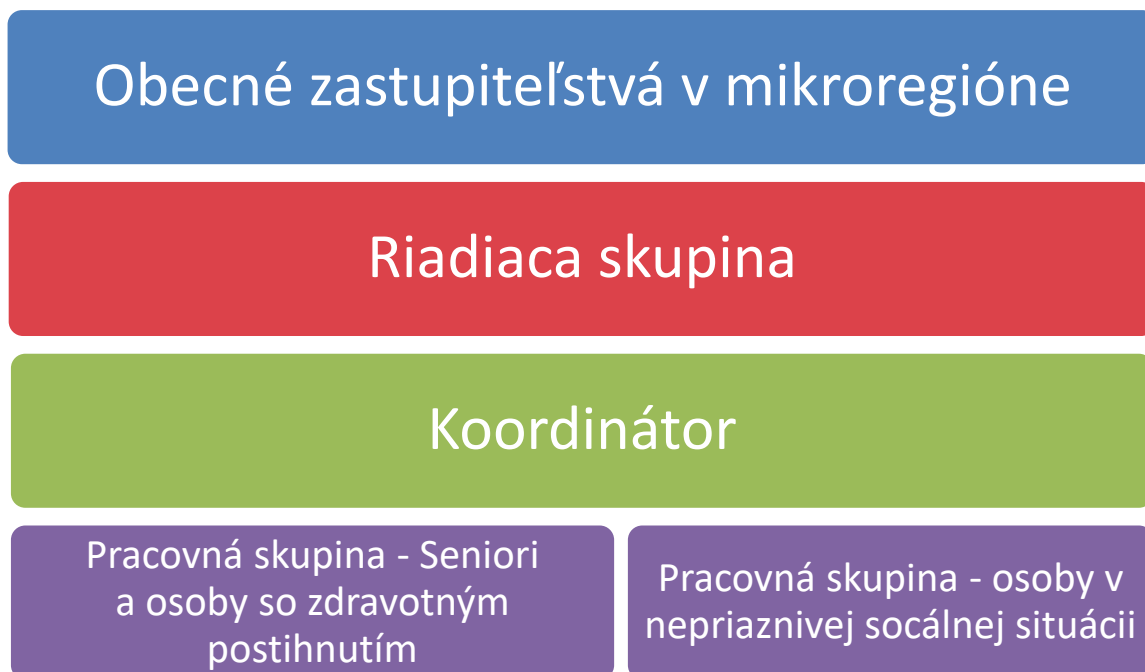 Obecné zastupiteľstvá v mikroregióne
Riadiaca skupina
Koordinátor
Pracovná skupina - Seniori
a osoby so zdravotným
postihnutím
Pracovná skupina - osoby v
nepriaznivej socálnej situácii